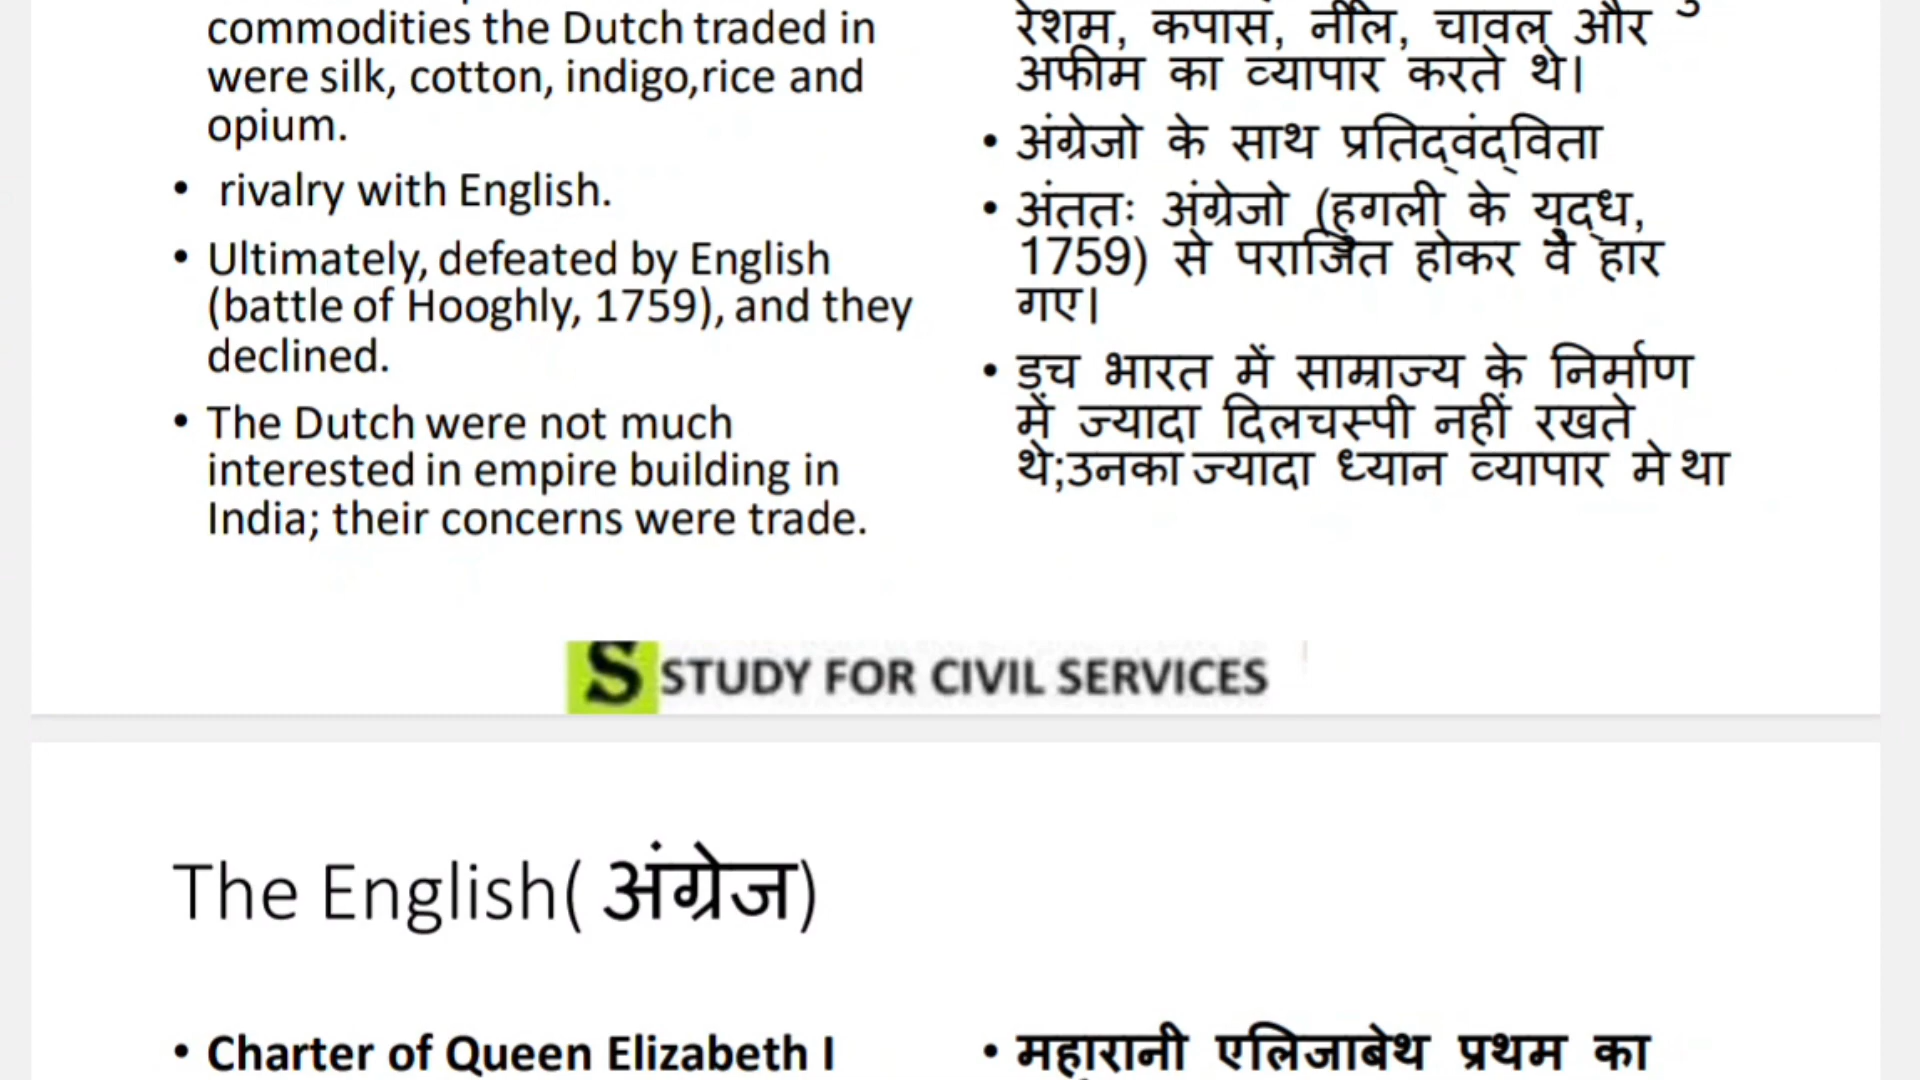 commodities the Dutch traded in
were silk, cotton, indigo,rice and
opium.
• rivalry with English.
• Ultimately, defeated by English
(battle of Hooghly, 1759), and they
declined.
• The Dutch were not much
interested in empire building in
India; their concerns were trade.
रेशम, कपास, नील, चावल और
अफीम का व्यापार करते थे।
• अंग्रेजो के साथ प्रतिद्वंद्विता
• अंततः अंग्रेजो (हुगली के युद्ध,
1759) से पराजित होकर वे हार
गए।
• डच भारत में साम्राज्य के निर्माण
में ज्यादा दिलचस्पी नहीं रखते
थे;उनका ज्यादा ध्यान व्यापार मे था
S STUDY FOR CIVIL SERVICES
The English( अंग्रेज)
• Charter of Queen Elizabeth I
• महारानी एलिजाबेथ प्रथम का